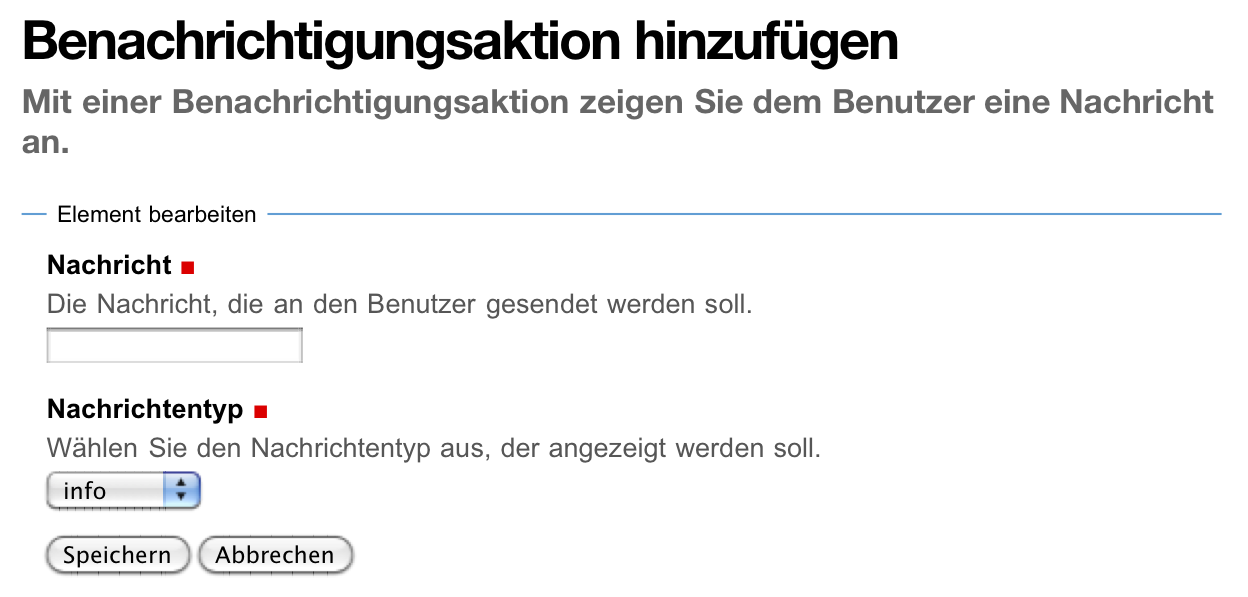 Benachrichtigungsaktion hinzufügen
Mit einer Benachrichtigungsaktion zeigen Sie dem Benutzer eine Nachricht
an.
Element bearbeiten
Nachricht
Die Nachricht, die an den Benutzer gesendet werden soll.
Nachrichtentyp
Wählen Sie den Nachrichtentyp aus, der angezeigt werden soll.
info
Speichern Abbrechen